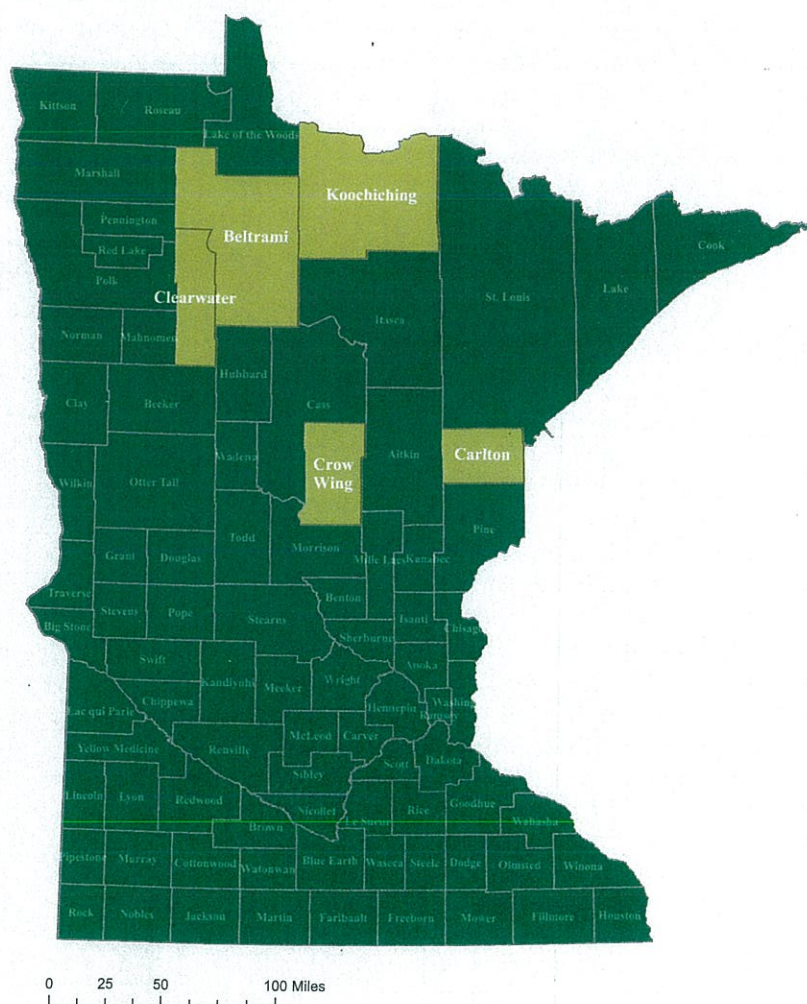 Kittson
Roseau
Lake of the Woods
Marshall
Koochiching
Pennington
Beltrami
Red Lake
Cook
Polk
Clearwater
St. Louis
Lake
Itasca
Norman
Mahnomen
Hubbard
Clay
Becker
Cass
Aitkin
Carlton
Wadena
Crow
Wing
Wilkin
Otter Tail
Pine
Todd
Morrison
Grant
Douglas
Mille Lacs
Kanabec
Traverse
Benton
Stevens
Pope
Stearns
Isanti
Big Stone
Chisago
Sherburne
Swift
Anoka
Kandiyohi
Wright
Meeker
Chippewa
Washing
Hennepin
Lac qui Parle
Ramsey
McLeod
Carver
Yellow Medicine
Renville
Dakota
Scott
Sibley
Lincoln
Lyon
Redwood
Goodhue
Nicollet
Rice
Le Sueur
Wabasha
Brown
Pipestone
Murray
Cottonwood
Watonwan
Blue Earth
Waseca
Steele
Dodge
Olmsted
Winona
Rock
Nobles
Jackson
Martin
Faribault
Freeborn
Mower
Fillmore
Houston
0 25 50 100 Miles